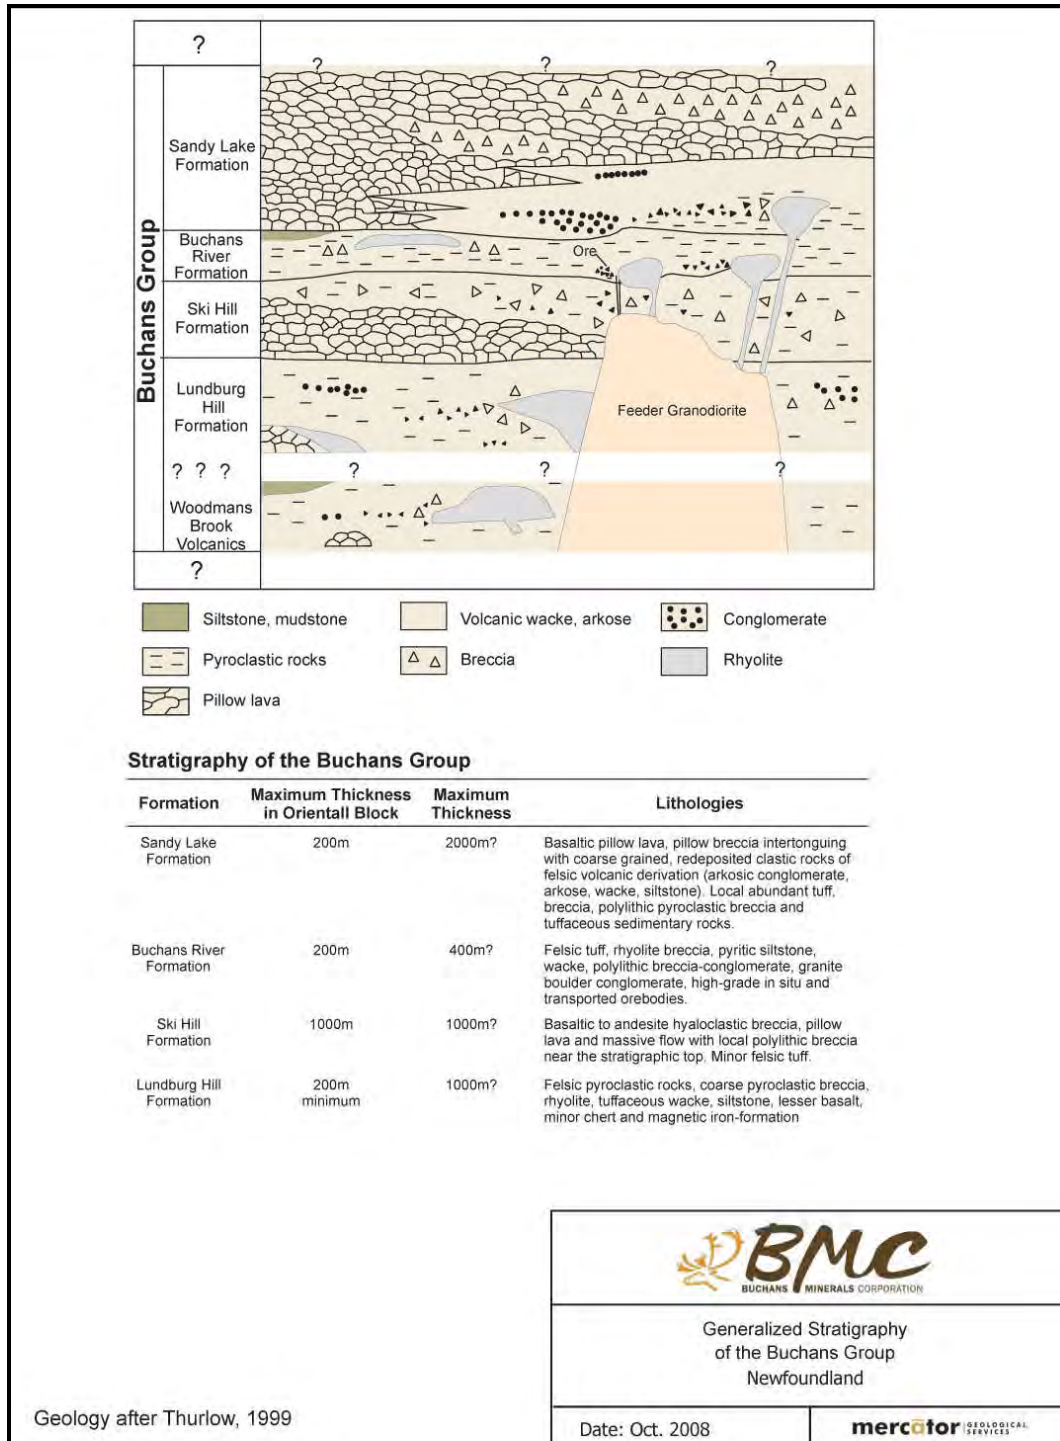 ?
? ? ?
Buchans Group
Sandy Lake
Formation
Buchans
River
Formation
Ore
Ski Hill
Formation
Lundburg
Hill
Formation
Feeder Granodiorite
? ? ?
? ? ?
Woodmans
Brook
Volcanics
?
Siltstone, mudstone
Volcanic wacke, arkose
Conglomerate
Pyroclastic rocks
Breccia
Rhyolite
Pillow lava
Stratigraphy of the Buchans Group
Formation
Maximum Thickness
in Orientall Block
Maximum
Thickness
Lithologies
Sandy Lake
Formation
200m
2000m?
Basaltic pillow lava, pillow breccia intertonguing
with coarse grained, redeposited clastic rocks of
felsic volcanic derivation (arkosic conglomerate,
arkose, wacke, siltstone). Local abundant tuff,
breccia, polylithic pyroclastic breccia and
tuffaceous sedimentary rocks.
Buchans River
Formation
200m
400m?
Felsic tuff, rhyolite breccia, pyritic siltstone,
wacke, polylithic breccia-conglomerate, granite
boulder conglomerate, high-grade in situ and
transported orebodies.
Ski Hill
Formation
1000m
1000m?
Basaltic to andesite hyaloclastic breccia, pillow
lava and massive flow with local polylithic breccia
near the stratigraphic top. Minor felsic tuff.
Lundburg Hill
Formation
200m
minimum
1000m?
Felsic pyroclastic rocks, coarse pyroclastic breccia,
rhyolite, tuffaceous wacke, siltstone, lesser basalt,
minor chert and magnetic iron-formation
BMC
BUCHANS MINERALS CORPORATION
Generalized Stratigraphy
of the Buchans Group
Newfoundland
Geology after Thurlow, 1999
Date: Oct. 2008
mercātor GEOLOGICAL
SERVICES